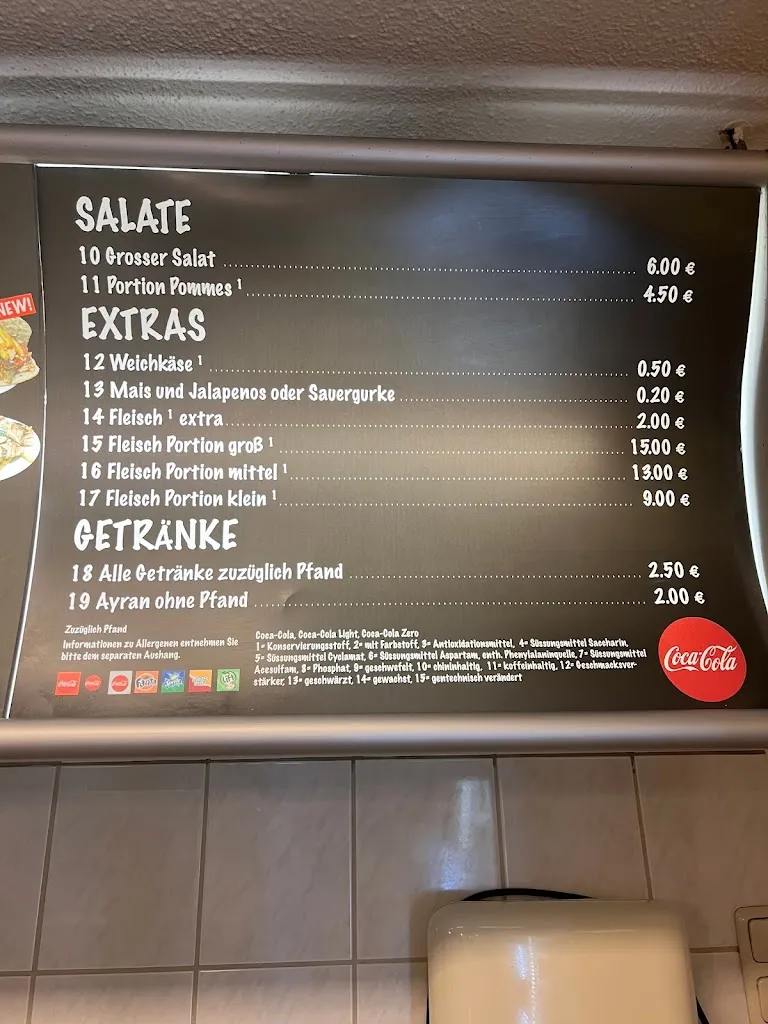 NEW!
SALATE
10 Grosser Salat ........ 6.00 €
11 Portion Pommes ¹ ........ 4.50 €
EXTRAS
12 Weichkäse ¹ ........ 0.50 €
13 Mais und Jalapenos oder Sauergurke ........ 0.20 €
14 Fleisch ¹ extra ........ 2.00 €
15 Fleisch Portion groß ¹ ........ 15.00 €
16 Fleisch Portion mittel ¹ ........ 13.00 €
17 Fleisch Portion klein ¹ ........ 9.00 €
GETRÄNKE
18 Alle Getränke zuzüglich Pfand ........ 2.50 €
19 Ayran ohne Pfand ........ 2.00 €
Zuzüglich Pfand
Informationen zu Allergenen entnehmen Sie
bitte dem separaten Aushang.
Coca-Cola, Coca-Cola Light, Coca-Cola Zero
1= Konservierungsstoff, 2= mit Farbstoff, 3= Antioxidationsmittel, 4= Süssungsmittel Saccharin,
5= Süssungsmittel Cyclamat, 6= Süssungsmittel Aspartam, enth. Phenylalaninquelle, 7= Süssungsmittel
Acesulfam, 8= Phosphat, 9= geschwefelt, 10= chininhaltig, 11= koffeinhaltig, 12= Geschmacksver-
stärker, 13= geschwärzt, 14= gewachst, 15= gentechnisch verändert
Coca-Cola